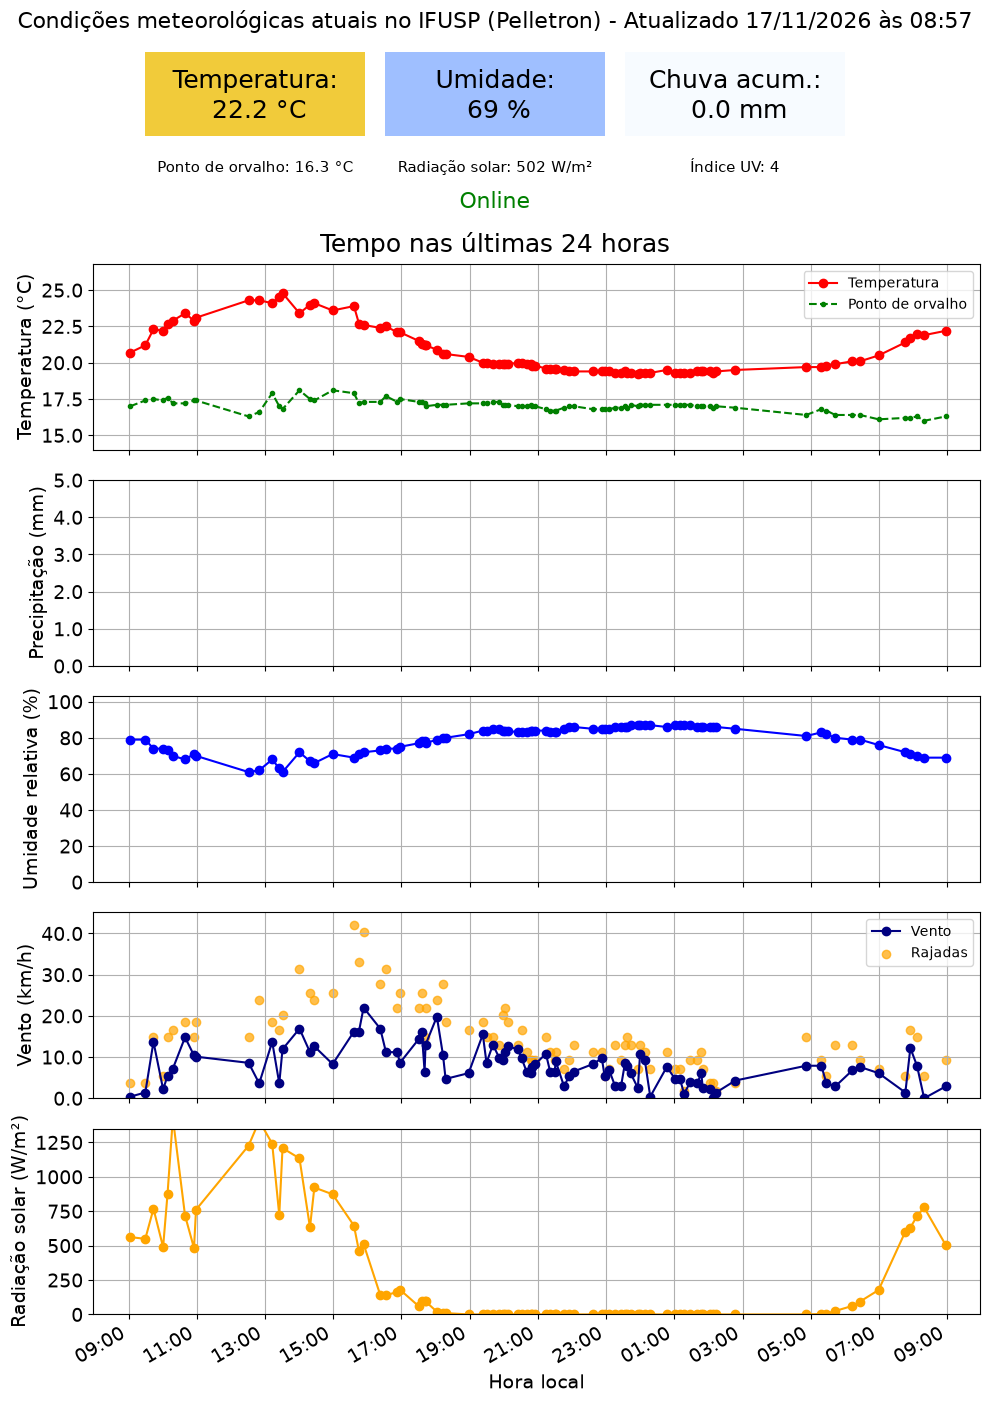 Condições meteorológicas atuais no IFUSP (Pelletron) - Atualizado 17/11/2026 às 08:57
Temperatura:
22.2 °C
Umidade:
69 %
Chuva acum.:
0.0 mm
Ponto de orvalho: 16.3 °C
Radiação solar: 502 W/m²
Índice UV: 4
Online
Tempo nas últimas 24 horas
Temperatura (°C)
25.0
22.5
20.0
17.5
15.0
Temperatura
Ponto de orvalho
Precipitação (mm)
5.0
4.0
3.0
2.0
1.0
0.0
Umidade relativa (%)
100
80
60
40
20
0
Vento (km/h)
40.0
30.0
20.0
10.0
0.0
Vento
Rajadas
Radiação solar (W/m²)
1250
1000
750
500
250
0
09:00
11:00
13:00
15:00
17:00
19:00
21:00
23:00
01:00
03:00
05:00
07:00
09:00
Hora local